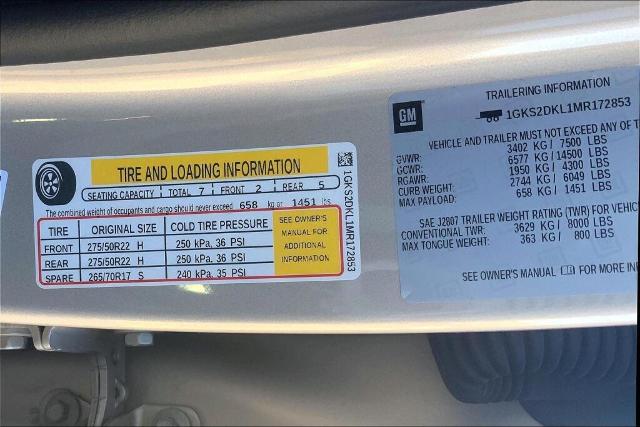 TIRE AND LOADING INFORMATION
SEATING CAPACITY TOTAL 7 FRONT 2 REAR 5
The combined weight of occupants and cargo should never exceed 658 kg or 1451 lbs
TIRE ORIGINAL SIZE COLD TIRE PRESSURE
FRONT 275/50R22 H 250 kPa, 36 PSI
REAR 275/50R22 H 250 kPa, 36 PSI
SPARE 265/70R17 S 240 kPa, 35 PSI
SEE OWNER'S
MANUAL FOR
ADDITIONAL
INFORMATION
1GKS2DKL1MR172853
GM
TRAILERING INFORMATION
1GKS2DKL1MR172853
VEHICLE AND TRAILER MUST NOT EXCEED ANY OF
GVWR: 3402 KG / 7500 LBS
GCWR: 6577 KG / 14500 LBS
RGAWR: 1950 KG / 4300 LBS
CURB WEIGHT: 2744 KG / 6049 LBS
MAX PAYLOAD: 658 KG / 1451 LBS
SAE J2807 TRAILER WEIGHT RATING (TWR) FOR
CONVENTIONAL TWR: 3629 KG / 8000 LBS
MAX TONGUE WEIGHT: 363 KG / 800 LBS
SEE OWNER'S MANUAL FOR MORE